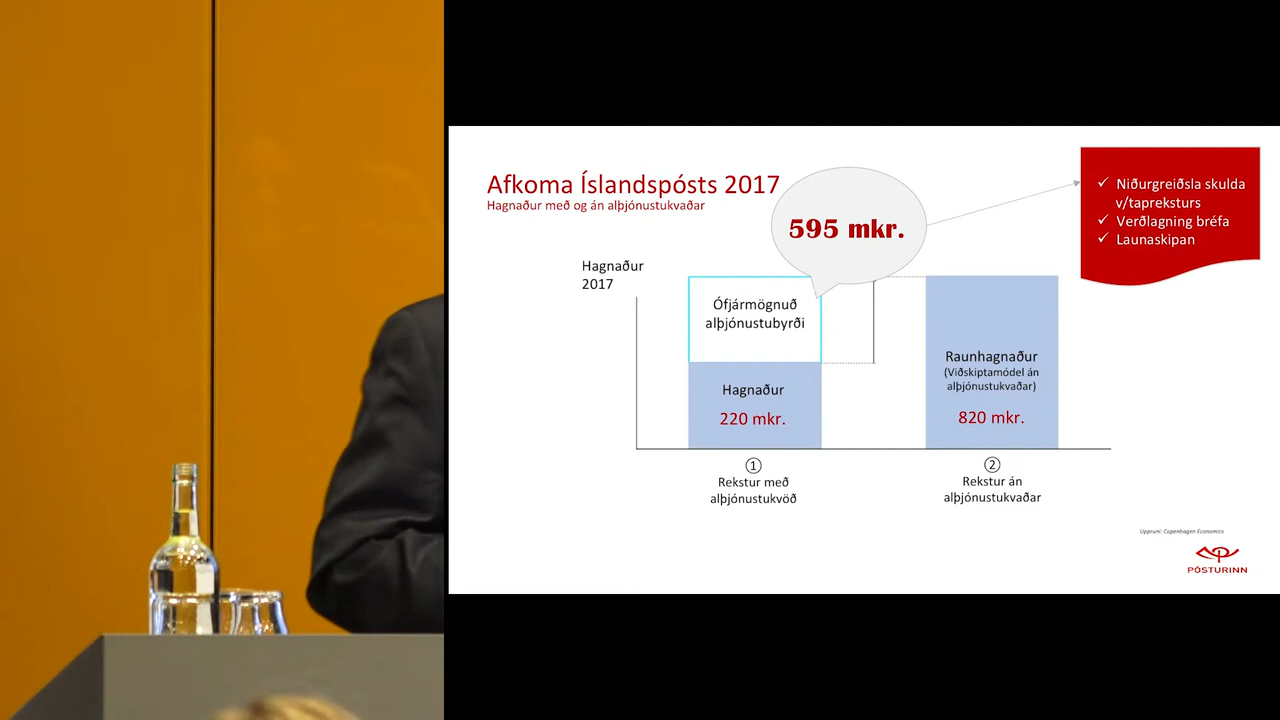 Afkoma Íslandspósts 2017
Hagnaður með og án alþjónustukvaðar
595 mkr.
✓ Niðurgreiðsla skulda
v/tapreksturs
✓ Verðlagning bréfa
✓ Launaskipan
Hagnaður
2017
Ófjármögnuð
alþjónustubyrði
Hagnaður
220 mkr.
Raunhagnaður
(Viðskiptamódel án
alþjónustukvaðar)
820 mkr.
①
Rekstur með
alþjónustukvöð
②
Rekstur án
alþjónustukvaðar
Uppruni: Copenhagen Economics
PÓSTURINN